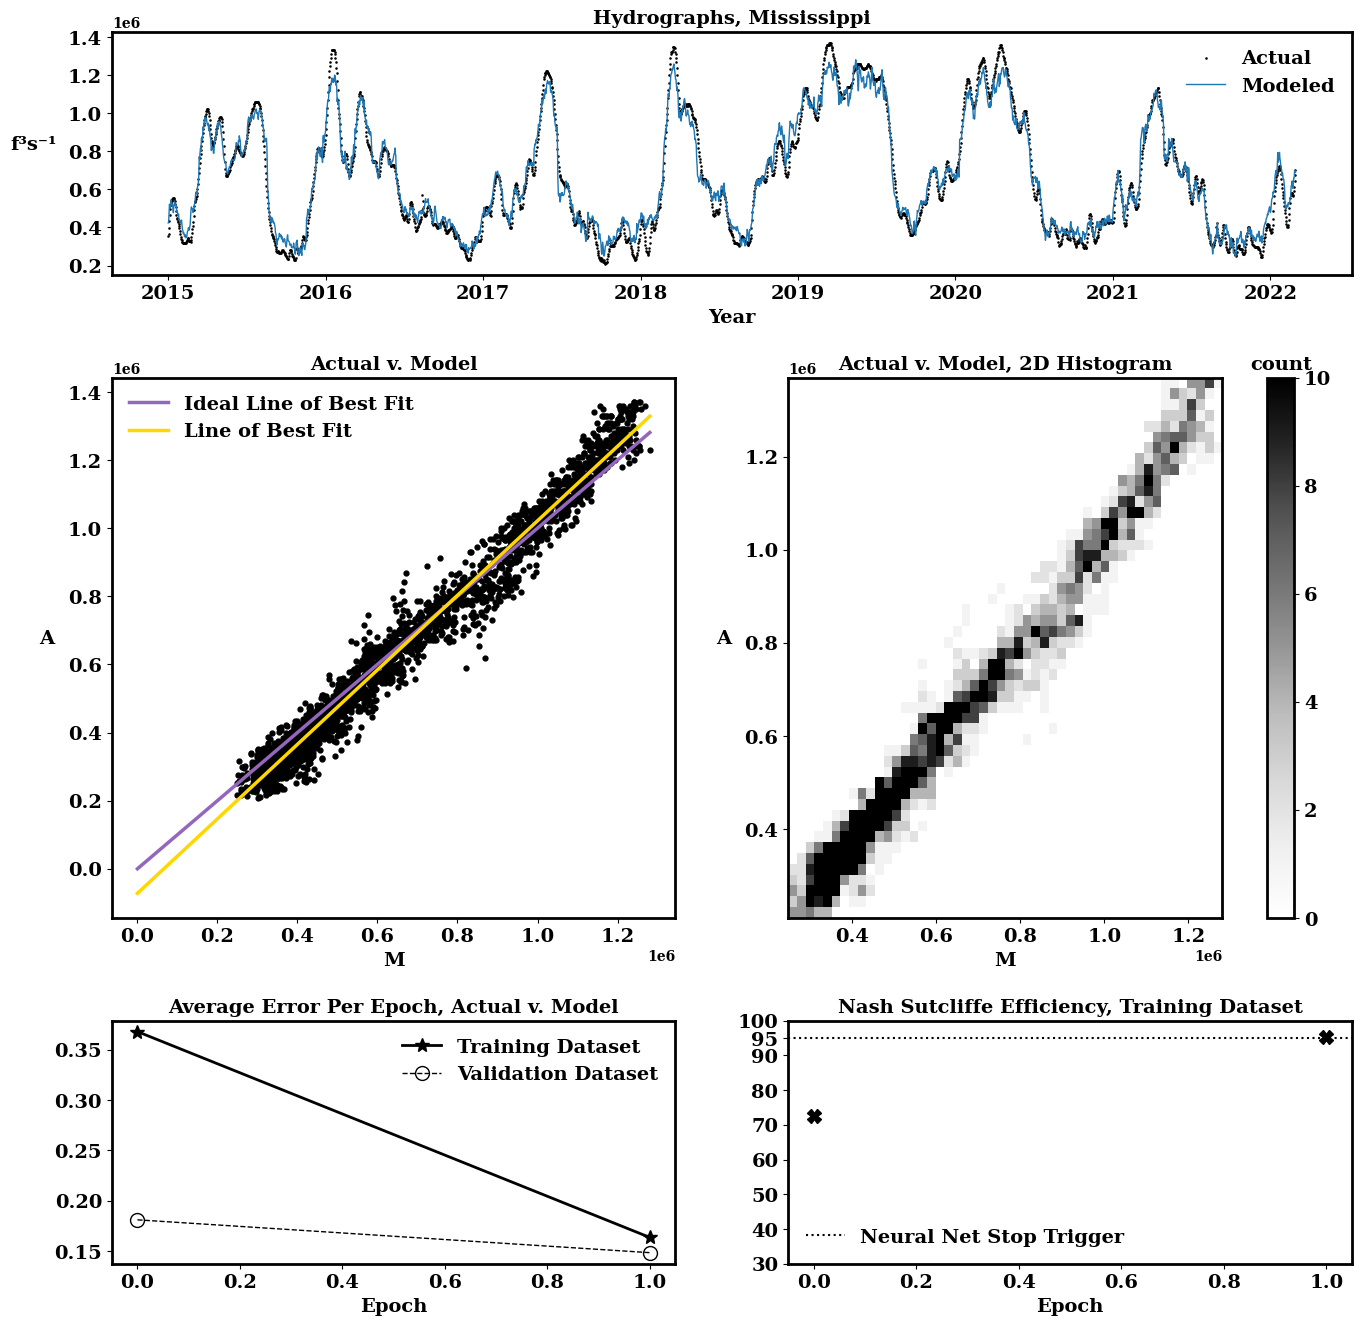 Hydrographs, Mississippi
1e6
1.4
1.2
1.0
0.8
0.6
0.4
0.2
f³s⁻¹
Actual
Modeled
2015 2016 2017 2018 2019 2020 2021 2022
Year
Actual v. Model
1e6
1.4
1.2
1.0
0.8
0.6
0.4
0.2
0.0
A
Ideal Line of Best Fit
Line of Best Fit
0.0 0.2 0.4 0.6 0.8 1.0 1.2
M
1e6
Actual v. Model, 2D Histogram
1e6
1.2
1.0
0.8
0.6
0.4
A
0.4 0.6 0.8 1.0 1.2
M
1e6
count
10
8
6
4
2
0
Average Error Per Epoch, Actual v. Model
0.35
0.30
0.25
0.20
0.15
Training Dataset
Validation Dataset
0.0 0.2 0.4 0.6 0.8 1.0
Epoch
Nash Sutcliffe Efficiency, Training Dataset
100
95
90
80
70
60
50
40
30
Neural Net Stop Trigger
0.0 0.2 0.4 0.6 0.8 1.0
Epoch